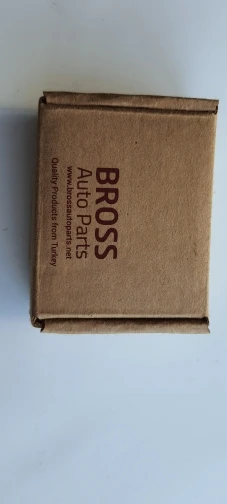 BROSS
Auto Parts
www.brossautoparts.net
Quality Products from Turkey